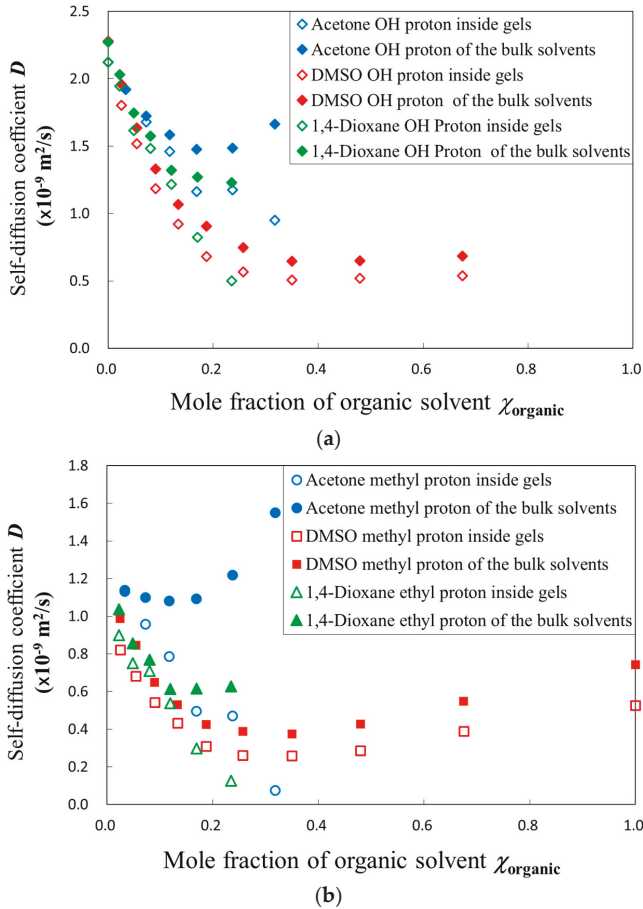 Acetone OH proton inside gels
Acetone OH proton of the bulk solvents
DMSO OH proton inside gels
DMSO OH proton of the bulk solvents
1,4-Dioxane OH Proton inside gels
1,4-Dioxane OH Proton of the bulk solvents
2.5
2.0
1.5
1.0
0.5
0.0
Self-diffusion coefficient D
(x10-9 m²/s)
0.0 0.2 0.4 0.6 0.8 1.0
Mole fraction of organic solvent χorganic
(a)
Acetone methyl proton inside gels
Acetone methyl proton of the bulk solvents
DMSO methyl proton inside gels
DMSO methyl proton of the bulk solvents
1,4-Dioxane ethyl proton inside gels
1,4-Dioxane ethyl proton of the bulk solvents
1.8
1.6
1.4
1.2
1.0
0.8
0.6
0.4
0.2
0.0
Self-diffusion coefficient D
(x10-9 m²/s)
0.0 0.2 0.4 0.6 0.8 1.0
Mole fraction of organic solvent χorganic
(b)